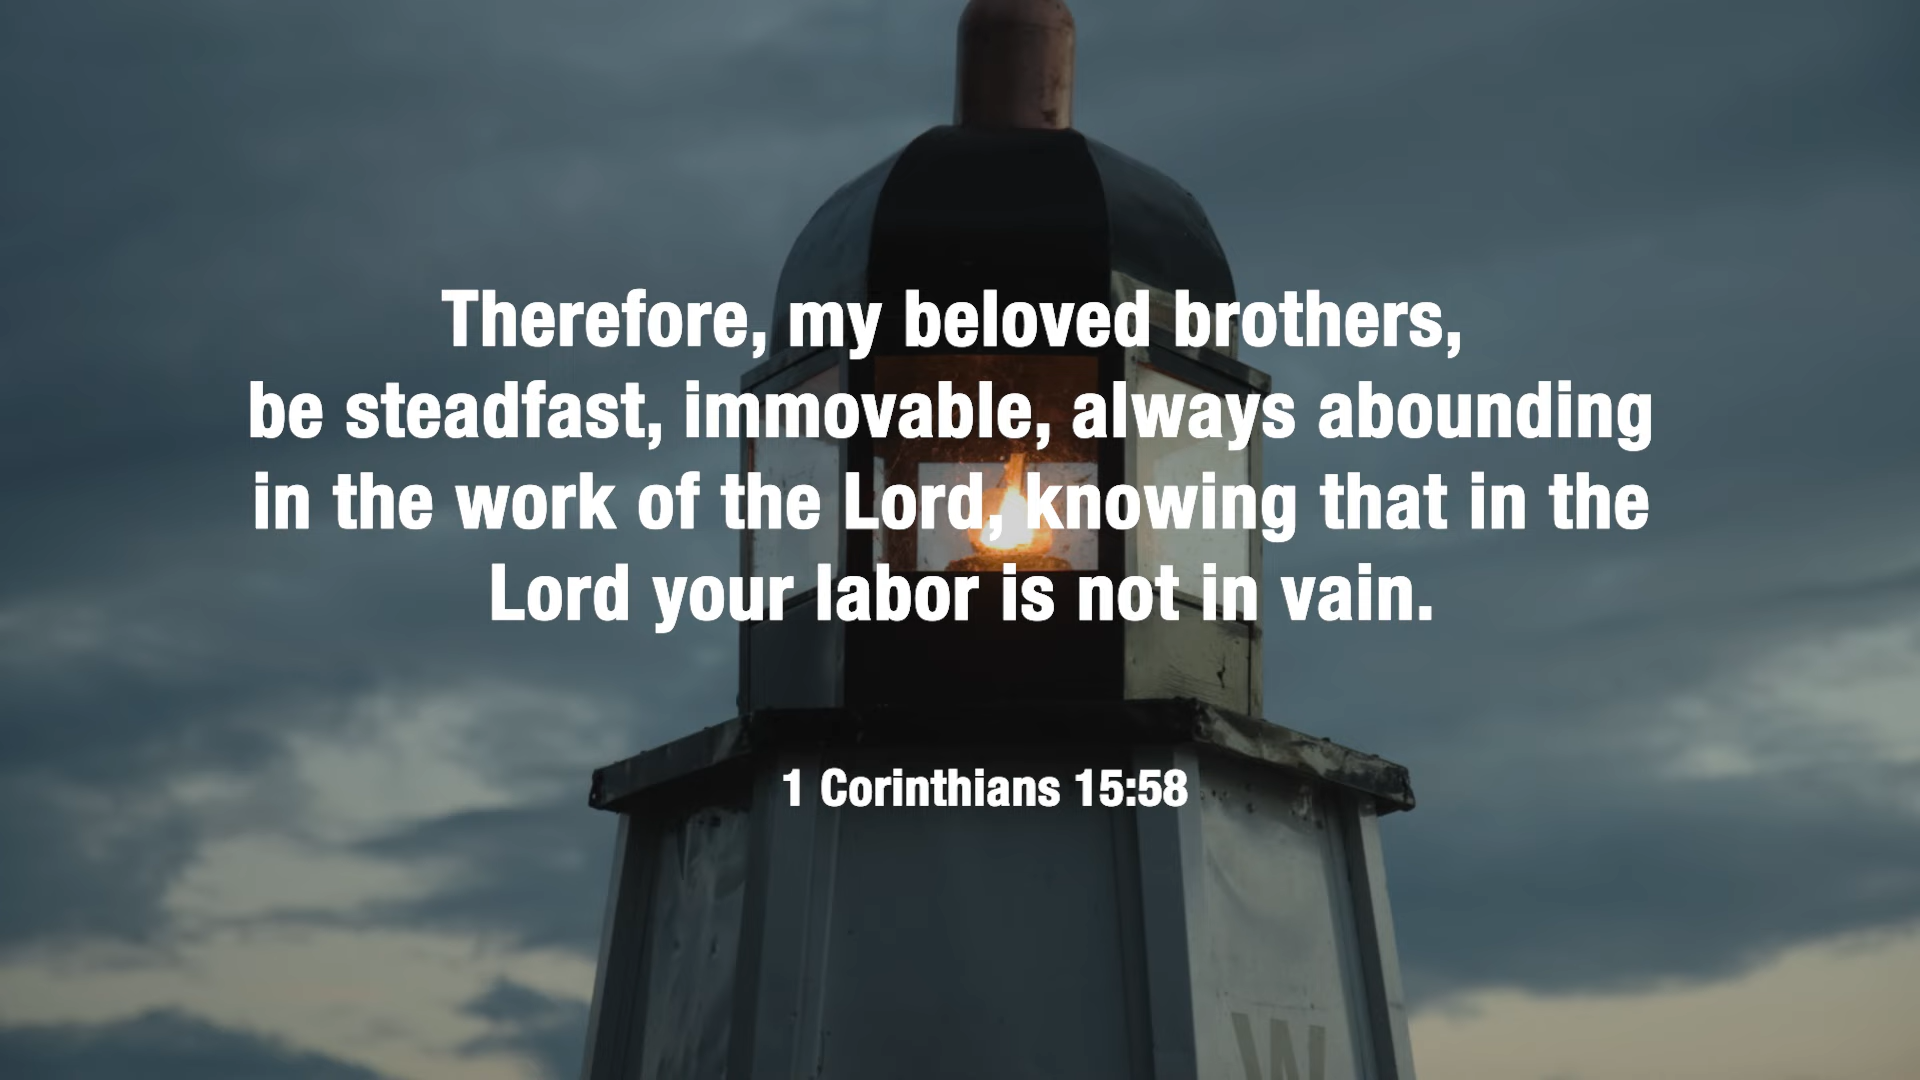 Therefore, my beloved brothers,
be steadfast, immovable, always abounding
in the work of the Lord, knowing that in the
Lord your labor is not in vain.
1 Corinthians 15:58
W